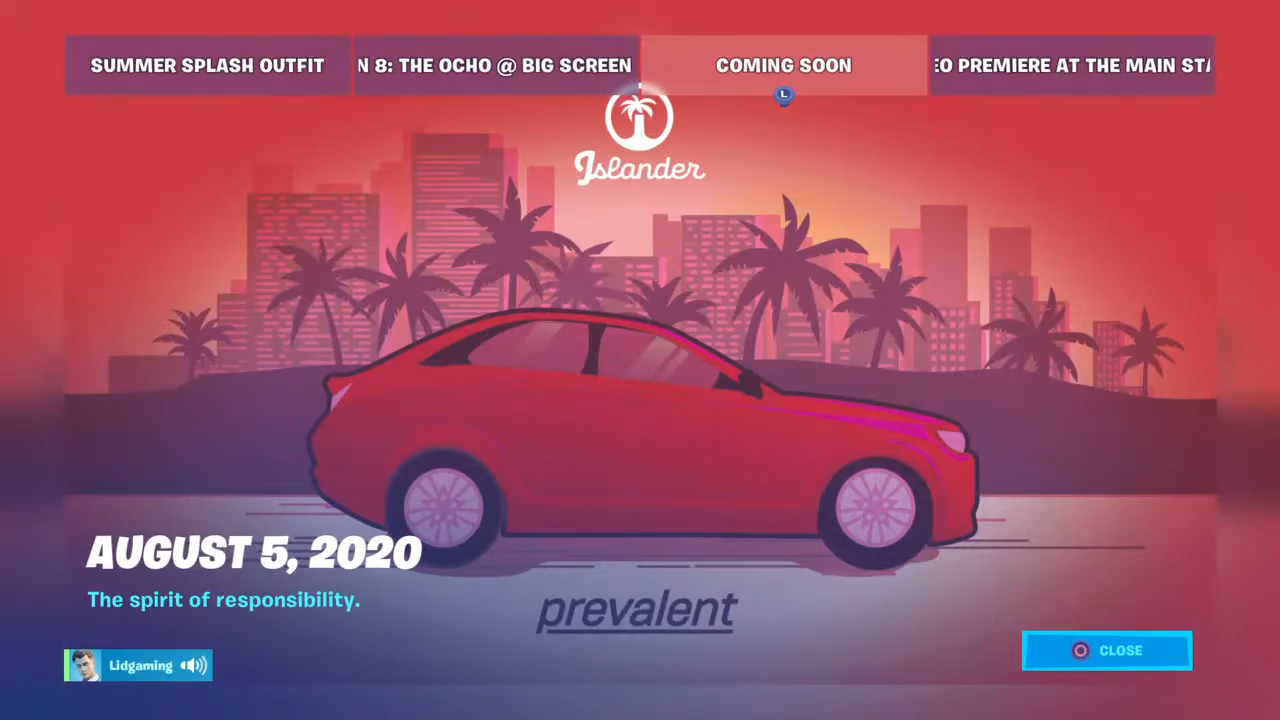 SUMMER SPLASH OUTFIT
N 8: THE OCHO @ BIG SCREEN
COMING SOON
EO PREMIERE AT THE MAIN STA
L
Islander
AUGUST 5, 2020
The spirit of responsibility.
prevalent
Lidgaming
CLOSE